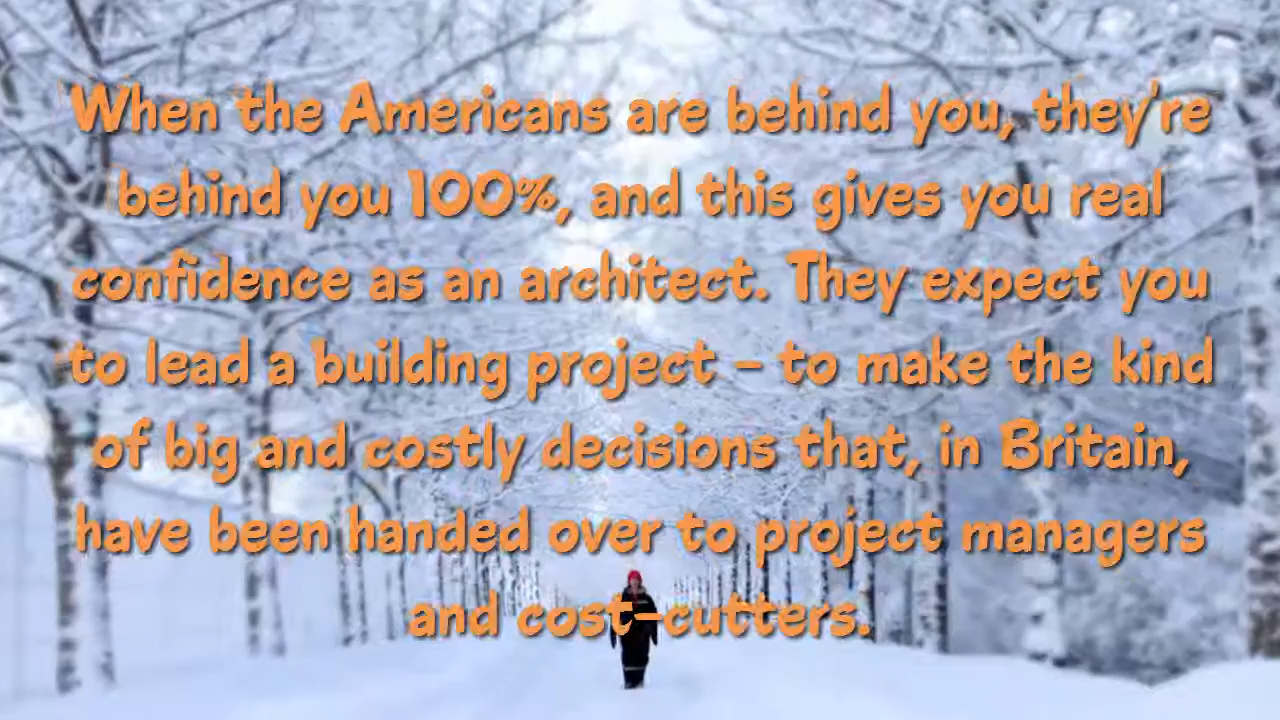 When the Americans are behind you, they're
behind you 100%, and this gives you real
confidence as an architect. They expect you
to lead a building project - to make the kind
of big and costly decisions that, in Britain,
have been handed over to project managers
and cost-cutters.